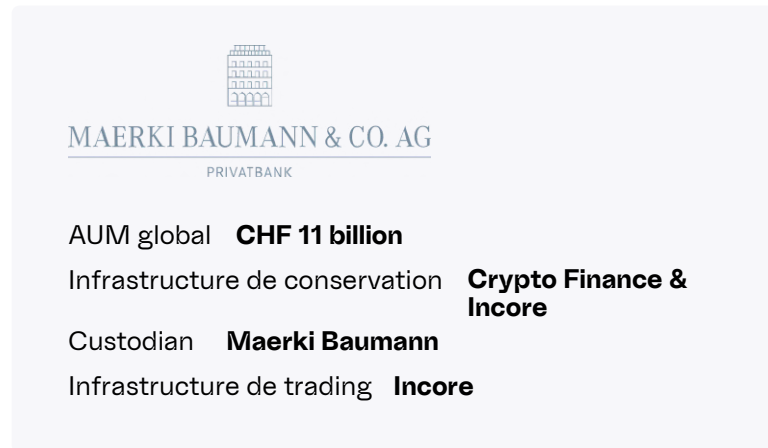 MAERKI BAUMANN & CO. AG
PRIVATBANK
AUM global CHF 11 billion
Infrastructure de conservation Crypto Finance &
Incore
Custodian Maerki Baumann
Infrastructure de trading Incore